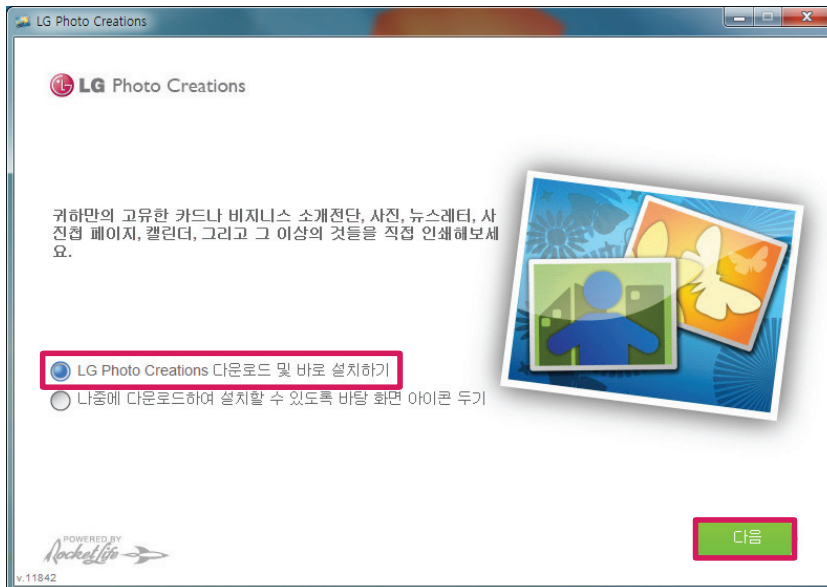 LG Photo Creations
LG Photo Creations
귀하만의 고유한 카드나 비지니스 소개전단, 사진, 뉴스레터, 사
진첩 페이지, 캘린더, 그리고 그 이상의 것들을 직접 인쇄해보세
요.
LG Photo Creations 다운로드 및 바로 설치하기
나중에 다운로드하여 설치할 수 있도록 바탕 화면 아이콘 두기
다음
POWERED BY
RocketLife
v.11842